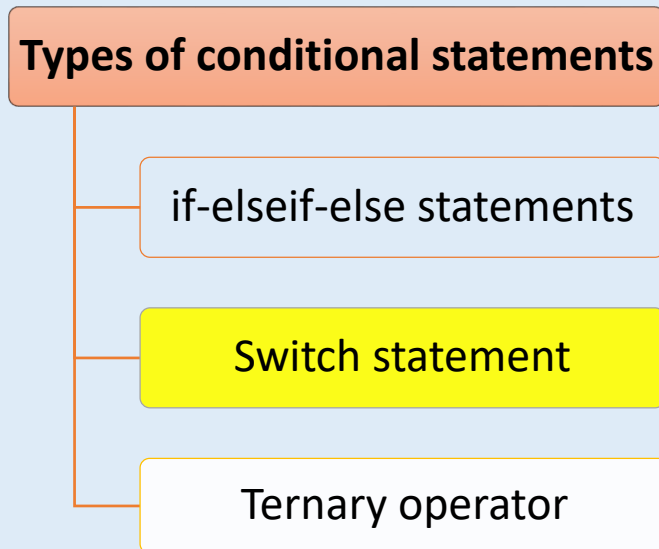 Types of conditional statements
if-elseif-else statements
Switch statement
Ternary operator